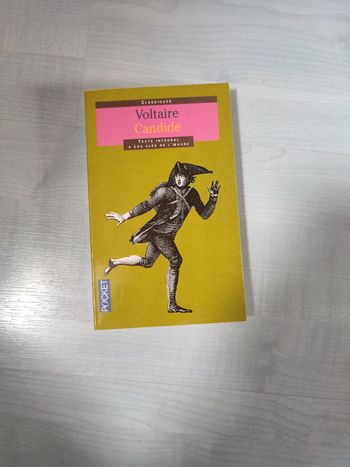 CLASSIQUES
Voltaire
Candide
TEXTE INTÉGRAL
+ LES CLÉS DE L'ŒUVRE
POCKET